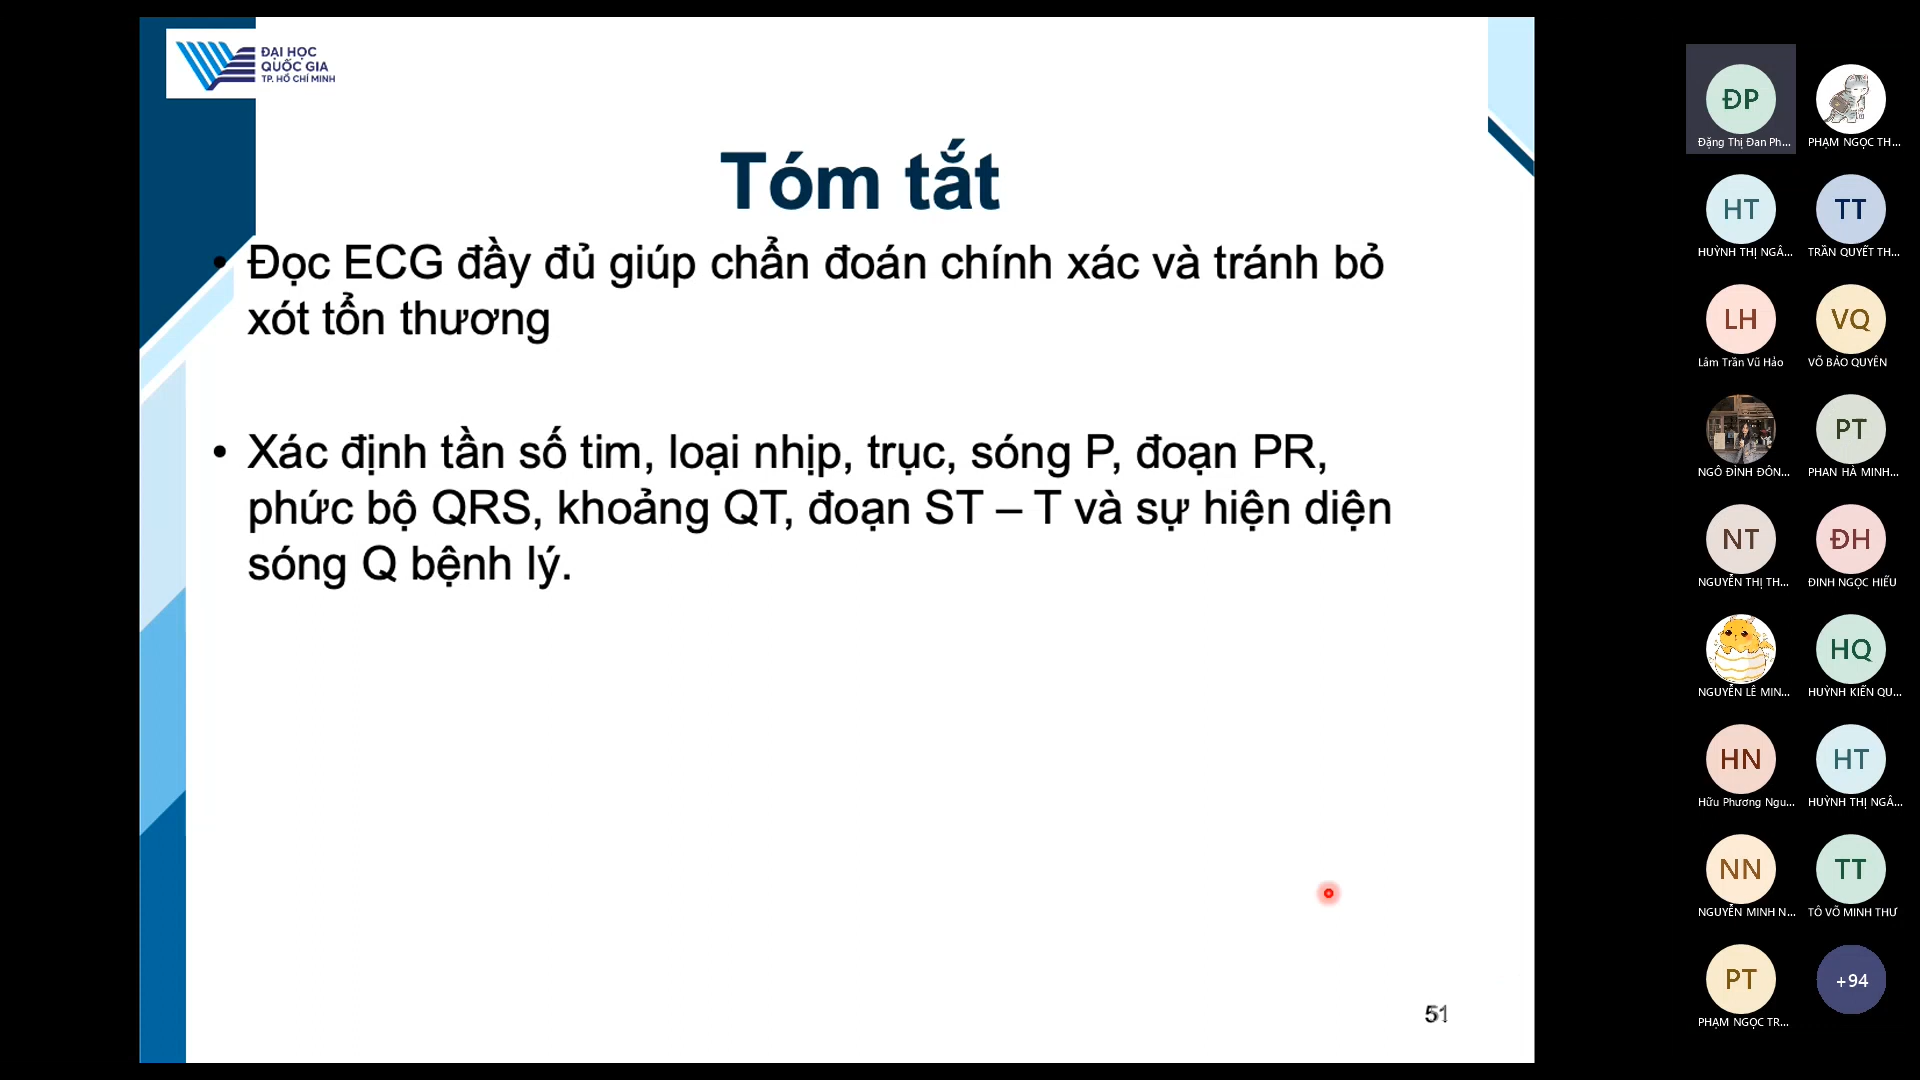 ĐẠI HỌC
QUỐC GIA
TP. HỒ CHÍ MINH
Tóm tắt
• Đọc ECG đầy đủ giúp chẩn đoán chính xác và tránh bỏ
xót tổn thương
• Xác định tần số tim, loại nhịp, trục, sóng P, đoạn PR,
phức bộ QRS, khoảng QT, đoạn ST – T và sự hiện diện
sóng Q bệnh lý.
51
ĐP
Đặng Thị Đan Ph...
PHẠM NGỌC TH...
HT
HUỲNH THỊ NGÂ...
TT
TRẦN QUYẾT TH...
LH
Lâm Trần Vũ Hảo
VQ
VÕ BẢO QUYÊN
NGÔ ĐÌNH ĐÔN...
PT
PHAN HÀ MINH...
NT
NGUYỄN THỊ TH...
ĐH
ĐINH NGỌC HIẾU
NGUYỄN LÊ MIN...
HQ
HUỲNH KIẾN QU...
HN
Hữu Phương Ngu...
HT
HUỲNH THỊ NGÂ...
NN
NGUYỄN MINH N...
TT
TÔ VÕ MINH THƯ
PT
PHẠM NGỌC TR...
+94